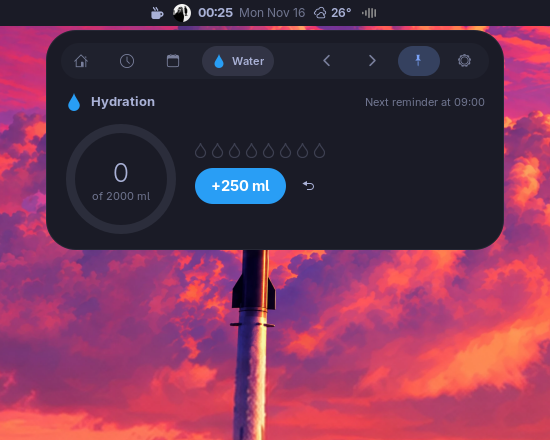 00:25 Mon Nov 16 26°
Water
Hydration Next reminder at 09:00
0
of 2000 ml
+250 ml